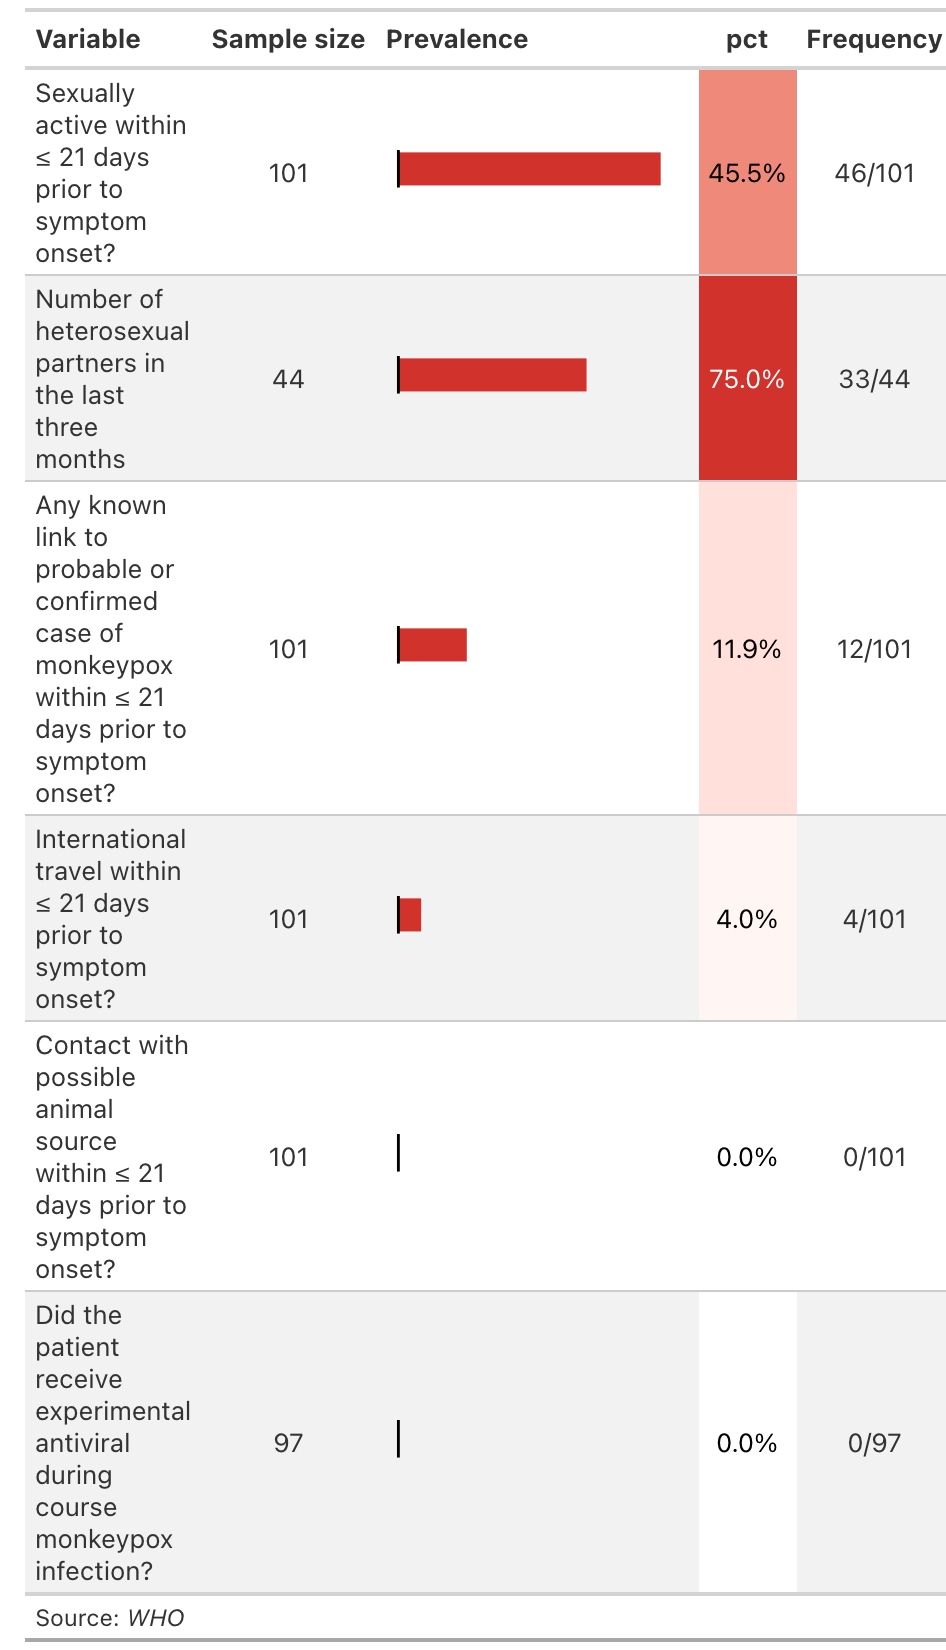 Variable Sample size Prevalence pct Frequency
Sexually
active within
≤ 21 days
prior to
symptom
onset?
101 45.5% 46/101
Number of
heterosexual
partners in
the last
three
months
44 75.0% 33/44
Any known
link to
probable or
confirmed
case of
monkeypox
within ≤ 21
days prior to
symptom
onset?
101 11.9% 12/101
International
travel within
≤ 21 days
prior to
symptom
onset?
101 4.0% 4/101
Contact with
possible
animal
source
within ≤ 21
days prior to
symptom
onset?
101 0.0% 0/101
Did the
patient
receive
experimental
antiviral
during
course
monkeypox
infection?
97 0.0% 0/97
Source: WHO